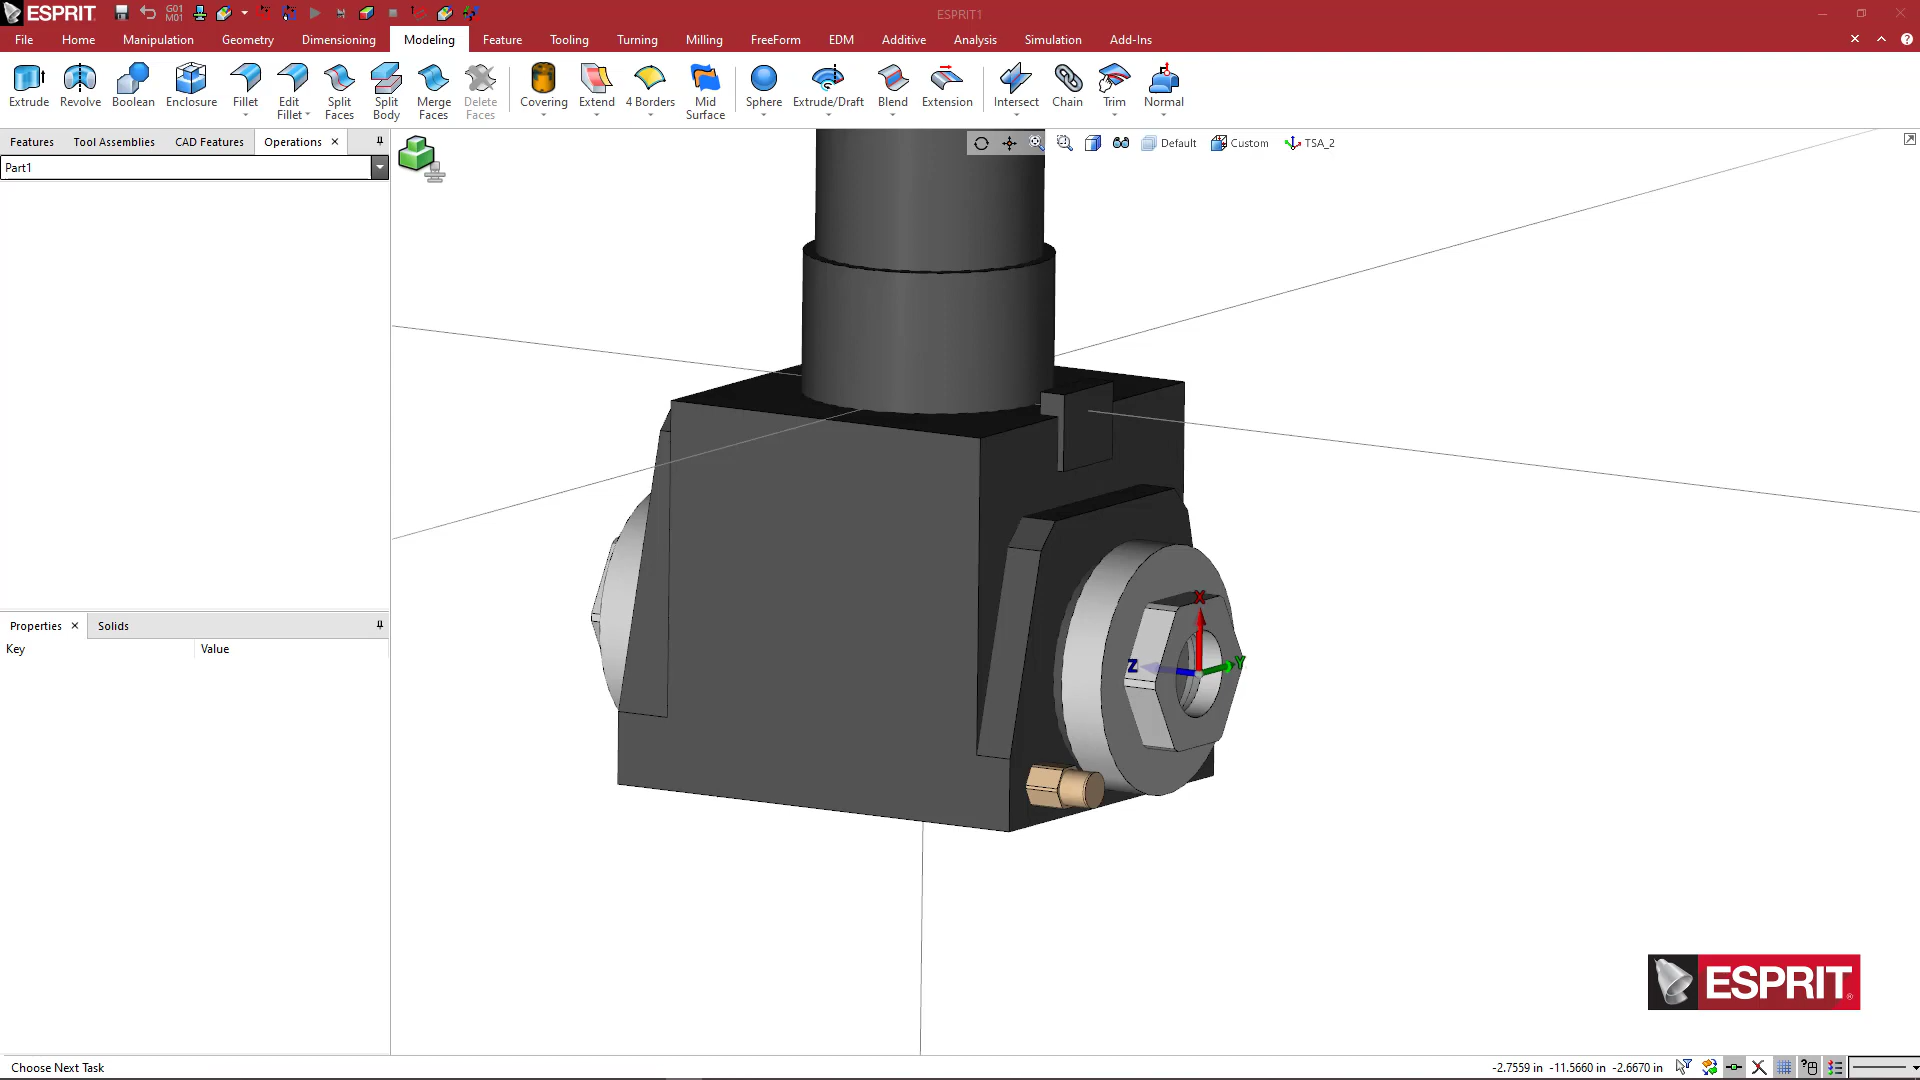 ESPRIT
G01
M01
ESPRIT1
File Home Manipulation Geometry Dimensioning Modeling Feature Tooling Turning Milling FreeForm EDM Additive Analysis Simulation Add-Ins
Extrude Revolve Boolean Enclosure Fillet Edit Fillet Split Faces Split Body Merge Faces Delete Faces Covering Extend 4 Borders Mid Surface Sphere Extrude/Draft Blend Extension Intersect Chain Trim Normal
Features Tool Assemblies CAD Features Operations
Default Custom TSA_2
Part1
X
Z
Y
Properties Solids
Key Value
ESPRIT
Choose Next Task
-2.7559 in -11.5660 in -2.6670 in